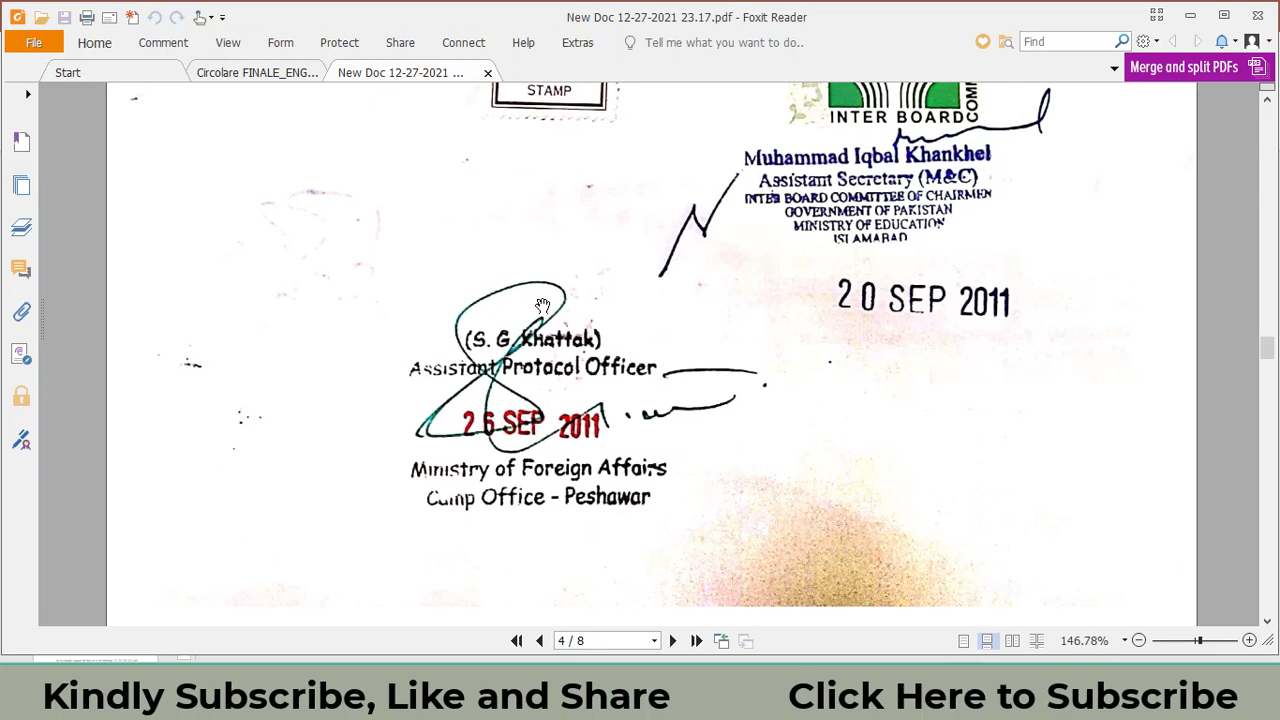 New Doc 12-27-2021 23.17.pdf - Foxit Reader
File Home Comment View Form Protect Share Connect Help Extras Tell me what you want to do.. Find
Start Circolare FINALE_ENG... New Doc 12-27-2021 ... Merge and split PDFs
STAMP
INTER BOARD
COMM
Muhammad Iqbal Khankhel
Assistant Secretary (M&C)
INTER BOARD COMMITTEE OF CHAIRMEN
GOVERNMENT OF PAKISTAN
MINISTRY OF EDUCATION
ISLAMABAD
20 SEP 2011
(S. G. Khattak)
Assistant Protocol Officer
26 SEP 2011
Ministry of Foreign Affairs
Camp Office - Peshawar
4 / 8 146.78%
Kindly Subscribe, Like and Share Click Here to Subscribe